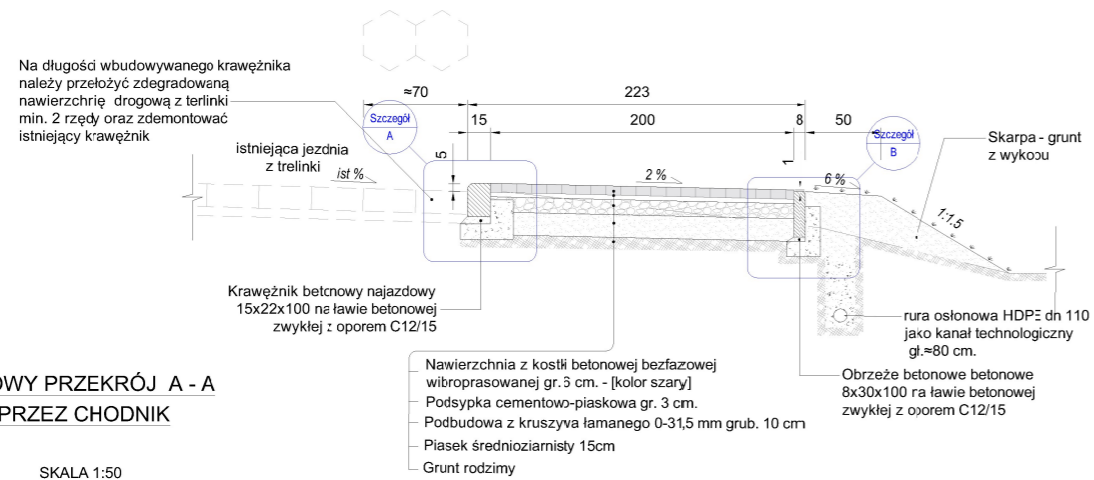 Na długości wbudowywanego krawężnika
należy przełożyć zdegradowaną
nawierzchrię drogową z terlinki
min. 2 rzędy oraz zdemontować
istniejący krawężnik
≈70
223
15
200
8
50
Szczegół
A
Szczegół
B
5
1
istniejąca jezdnia
z trelinki
ist %
2 %
6 %
1:1.5
Skarpa - grunt
z wykopu
Krawężnik betonowy najazdowy
15x22x100 na ławie betonowej
zwykłej z oporem C12/15
rura osłonowa HDPE dn 110
jako kanał technologiczny
gł.≈80 cm.
Nawierzchnia z kostki betonowej bezfazowej
wibroprasowanej gr.6 cm. - [kolor szary]
Podsypka cementowo-piaskowa gr. 3 cm.
Podbudowa z kruszywa łamanego 0-31,5 mm grub. 10 cm
Piasek średnioziarnisty 15cm
Grunt rodzimy
Obrzeże betonowe betonowe
8x30x100 na ławie betonowej
zwykłej z oporem C12/15
OWY PRZEKRÓJ A - A
PRZEZ CHODNIK
SKALA 1:50